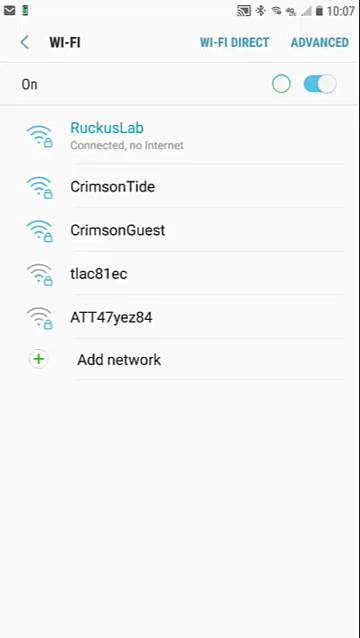 10:07
WI-FI
WI-FI DIRECT
ADVANCED
On
RuckusLab
Connected, no Internet
CrimsonTide
CrimsonGuest
tlac81ec
ATT47yez84
Add network